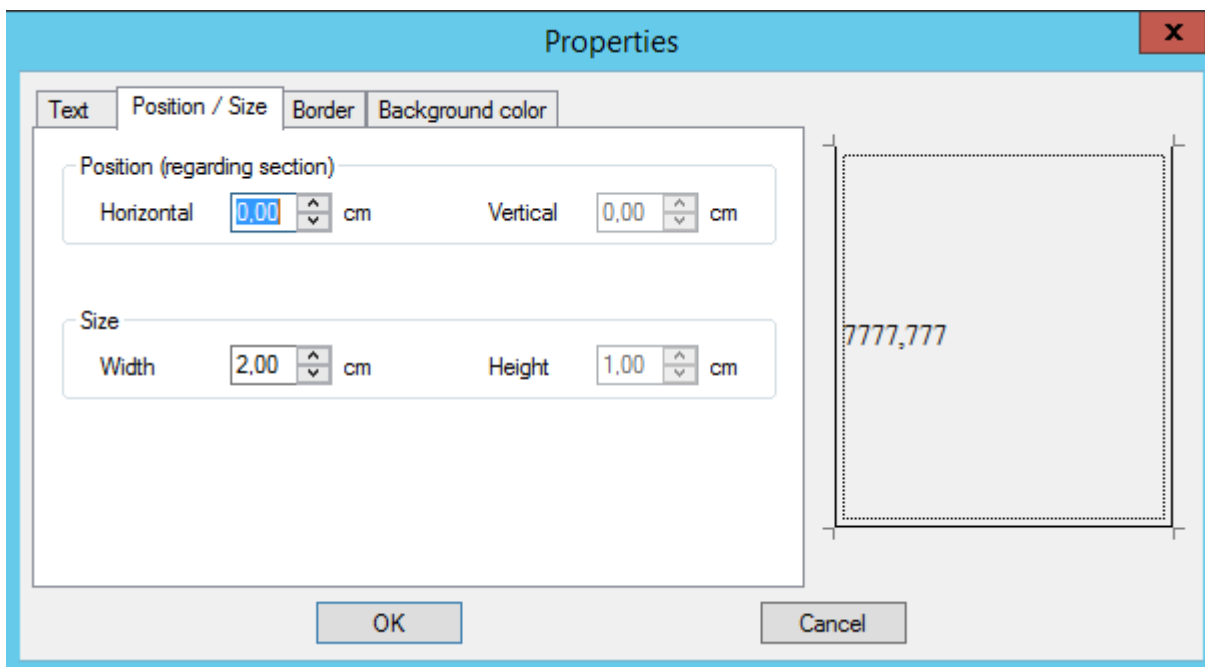 Properties
x
Text Position / Size Border Background color
Position (regarding section)
Horizontal 0,00 cm Vertical 0,00 cm
Size
Width 2,00 cm Height 1,00 cm
7777,777
OK Cancel